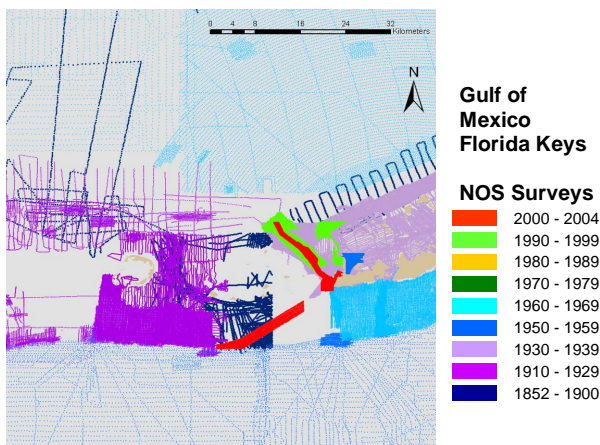 0 4 8 16 24 32
Kilometers
N
Gulf of
Mexico
Florida Keys
NOS Surveys
2000 - 2004
1990 - 1999
1980 - 1989
1970 - 1979
1960 - 1969
1950 - 1959
1930 - 1939
1910 - 1929
1852 - 1900